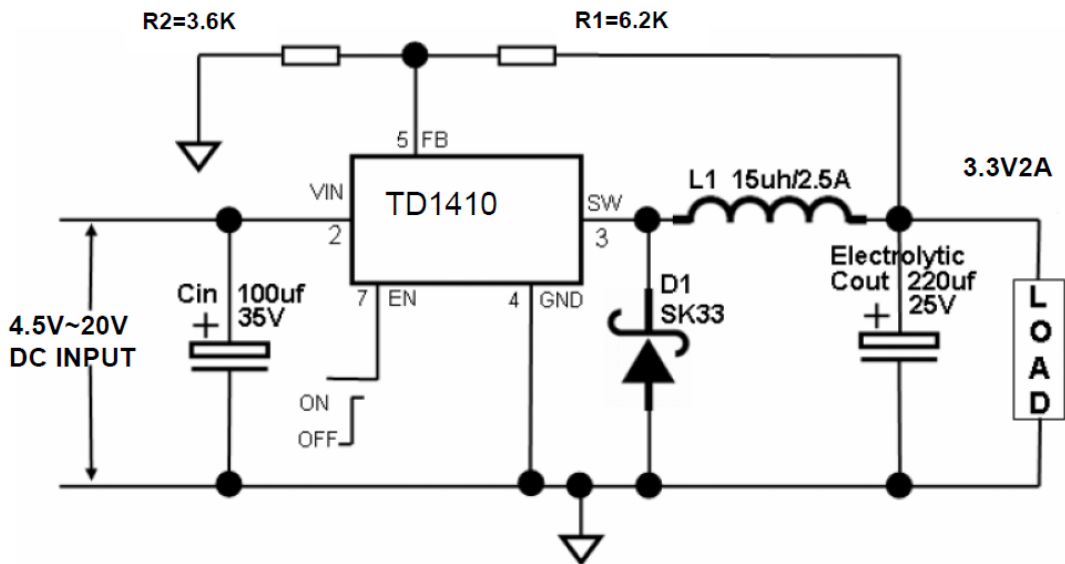 R2=3.6K
R1=6.2K
5
FB
VIN
TD1410
SW
2
3
L1 15uh/2.5A
3.3V2A
7
EN
4
GND
Cin
100uf
35V
+
4.5V~20V
DC INPUT
ON
OFF
D1
SK33
Electrolytic
Cout
220uf
25V
+
LOAD